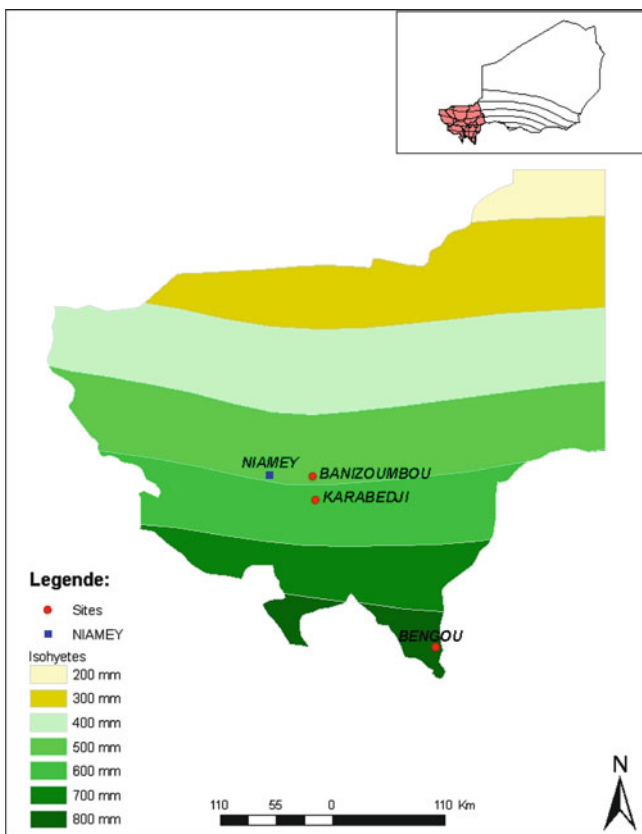 NIAMEY
BANIZOUMBOU
KARABEDJI
BENGOU
Legende:
Sites
NIAMEY
Isohyetes
200 mm
300 mm
400 mm
500 mm
600 mm
700 mm
800 mm
110 55 0 110 Km
N